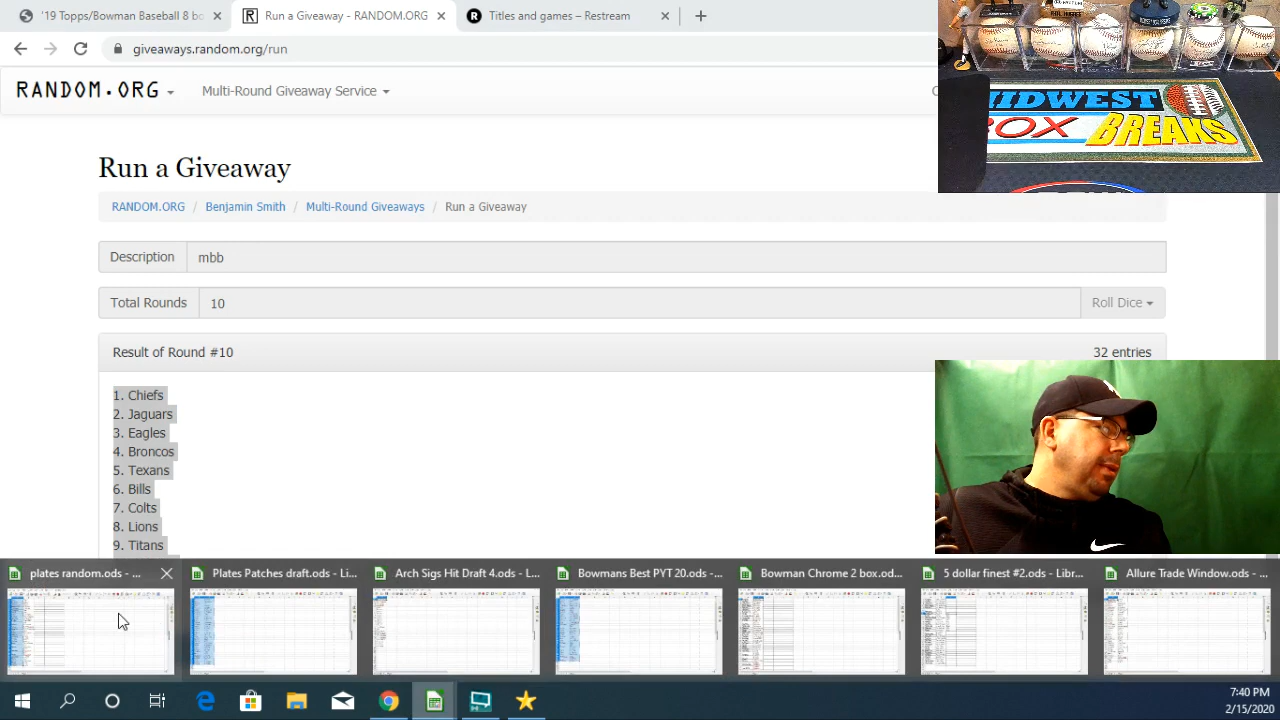 '19 Topps/Bowman Baseball 8 bo
Run a Giveaway - RANDOM.ORG
Titles and games – Restream
giveaways.random.org/run
RANDOM.ORG
Multi-Round Giveaway Service
Run a Giveaway
RANDOM.ORG / Benjamin Smith / Multi-Round Giveaways / Run a Giveaway
Description mbb
Total Rounds 10 Roll Dice
Result of Round #10 32 entries
1. Chiefs
2. Jaguars
3. Eagles
4. Broncos
5. Texans
6. Bills
7. Colts
8. Lions
9. Titans
MIDWEST
BOX BREAKS
plates random.ods - ...
Plates Patches draft.ods - Li...
Arch Sigs Hit Draft 4.ods - L...
Bowmans Best PYT 20.ods -...
Bowman Chrome 2 box.od...
5 dollar finest #2.ods - Libr...
Allure Trade Window.ods - ...
7:40 PM
2/15/2020